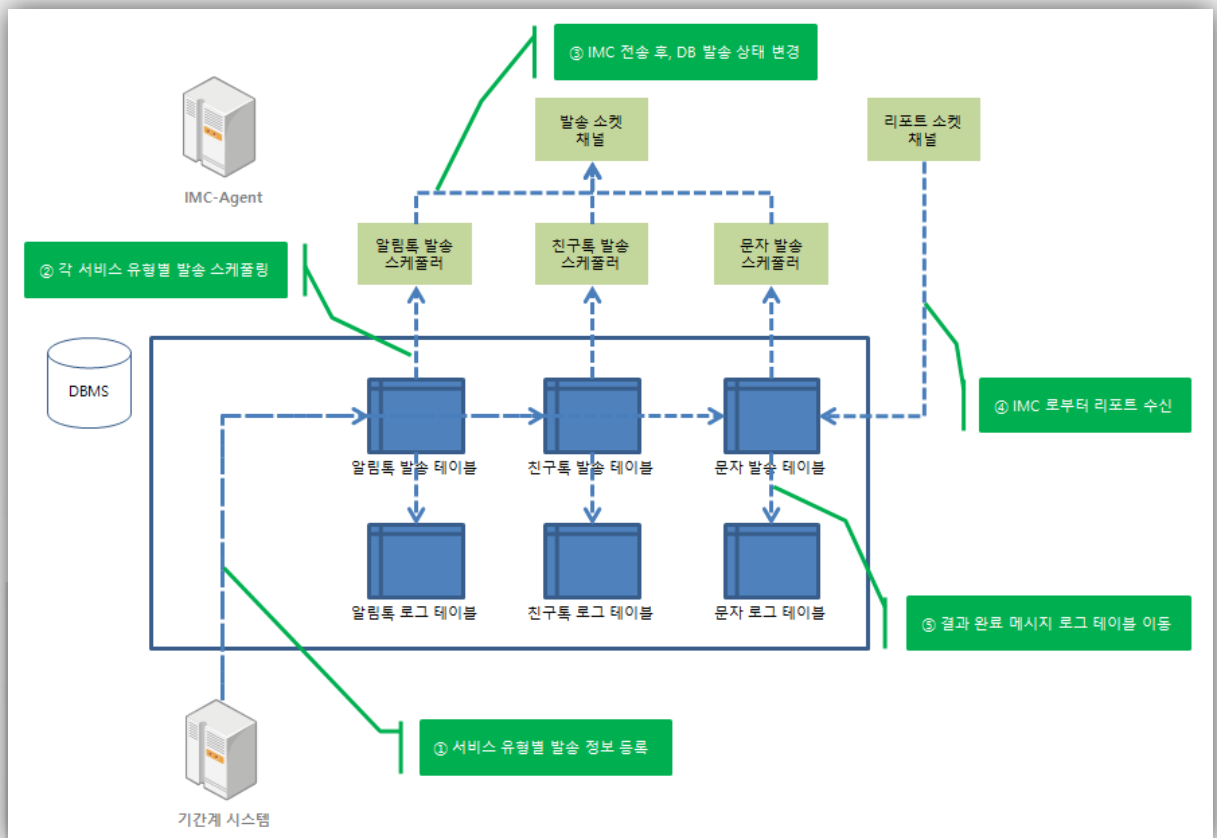 ③ IMC 전송 후, DB 발송 상태 변경
발송 소켓
채널
리포트 소켓
채널
IMC-Agent
알림톡 발송
스케풀러
친구톡 발송
스케풀러
문자 발송
스케풀러
② 각 서비스 유형별 발송 스케풀링
DBMS
④ IMC 로부터 리포트 수신
알림톡 발송 테이블
친구톡 발송 테이블
문자 발송 테이블
알림톡 로그 테이블
친구톡 로그 테이블
문자 로그 테이블
⑤ 결과 완료 메시지 로그 테이블 이동
① 서비스 유형별 발송 정보 등록
기간계 시스템